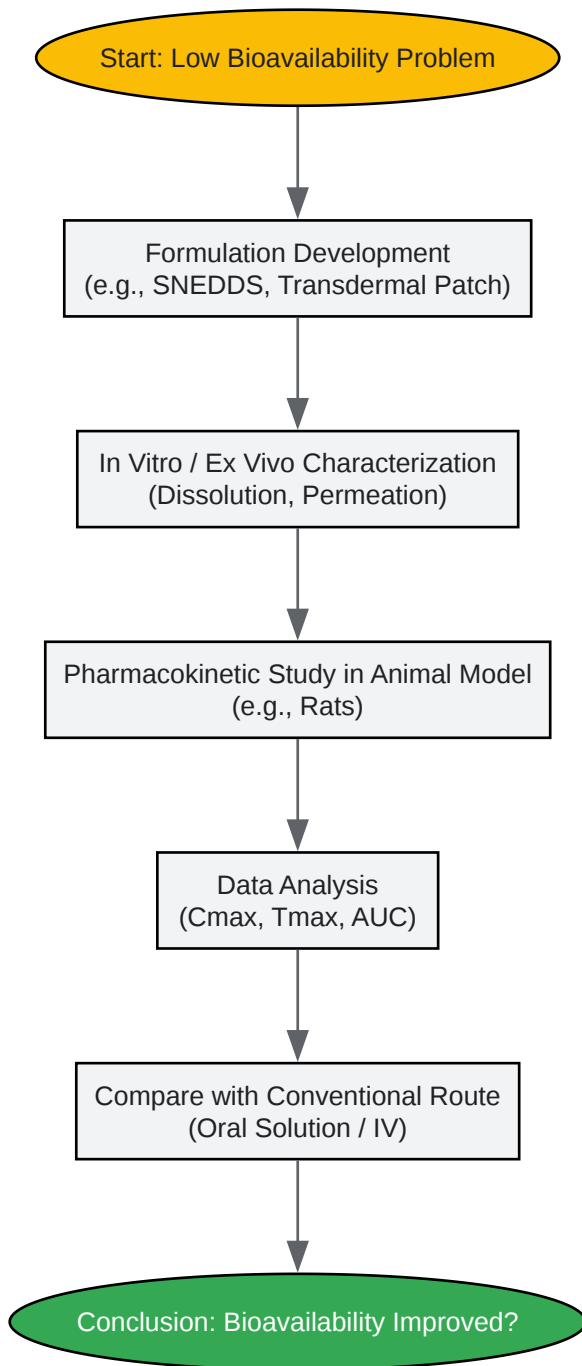 Start: Low Bioavailability Problem
Formulation Development
(e.g., SNEDDS, Transdermal Patch)
In Vitro / Ex Vivo Characterization
(Dissolution, Permeation)
Pharmacokinetic Study in Animal Model
(e.g., Rats)
Data Analysis
(Cmax, Tmax, AUC)
Compare with Conventional Route
(Oral Solution / IV)
Conclusion: Bioavailability Improved?